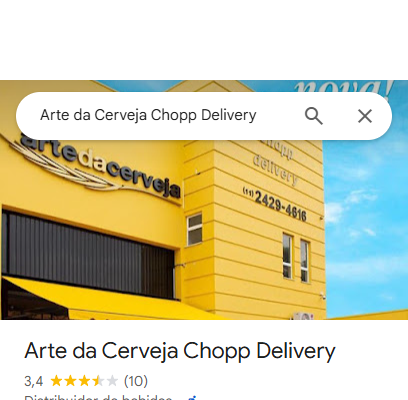 nova!
Arte da Cerveja Chopp Delivery
artedacerveja
chopp
delivery
(11) 2429-4616
Arte da Cerveja Chopp Delivery
3,4 (10)
Distribuidor de bebidas